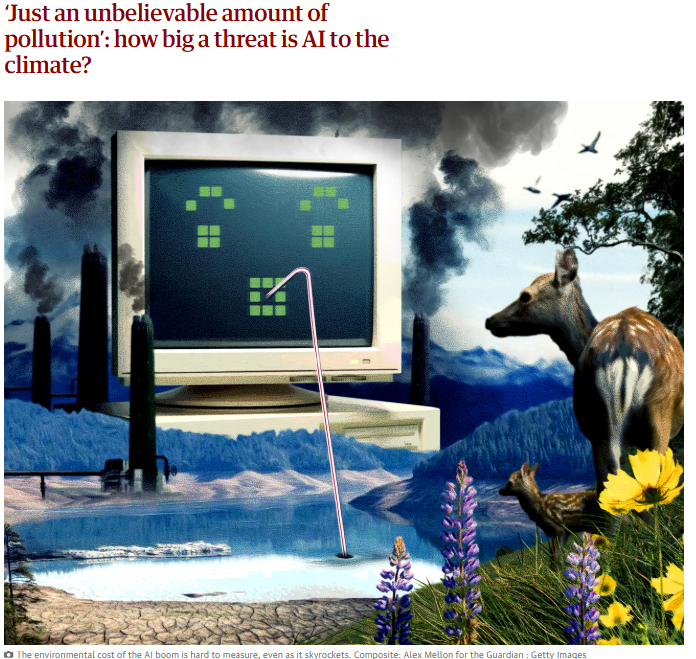 ‘Just an unbelievable amount of
pollution’: how big a threat is AI to the
climate?
The environmental cost of the AI boom is hard to measure, even as it skyrockets. Composite: Alex Mellon for the Guardian : Getty Images